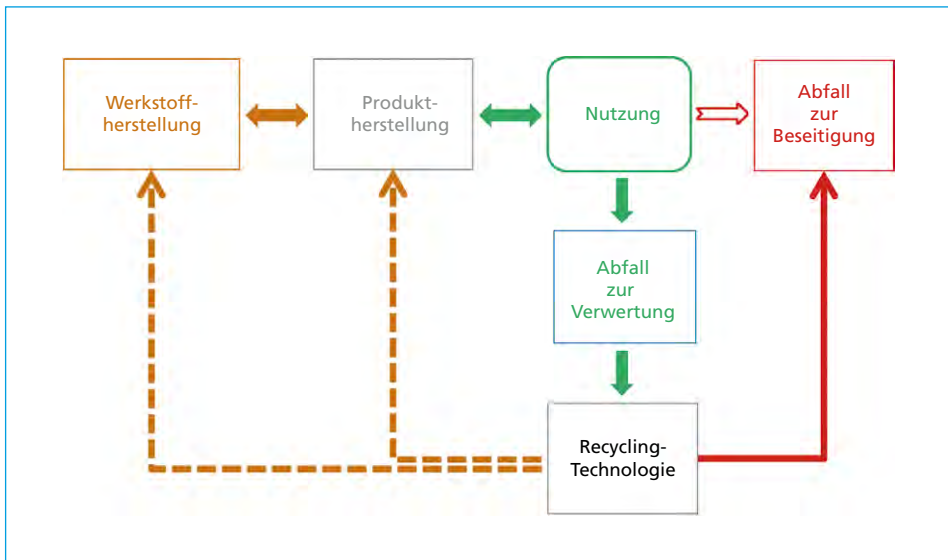 Werkstoff-
herstellung
Produkt-
herstellung
Nutzung
Abfall
zur
Beseitigung
Abfall
zur
Verwertung
Recycling-
Technologie